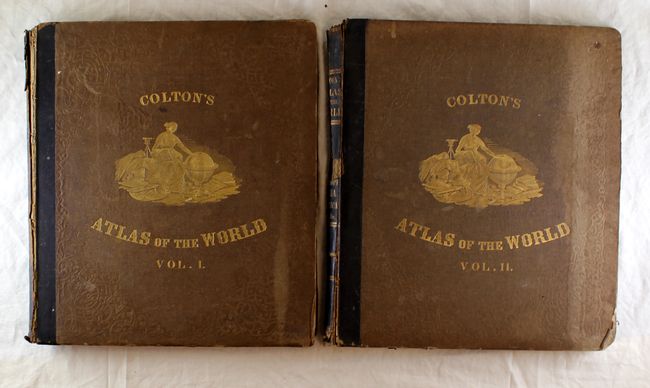 COLTON'S
ATLAS OF THE WORLD
VOL. I.
COLTON'S
ATLAS OF THE WORLD
VOL. II.